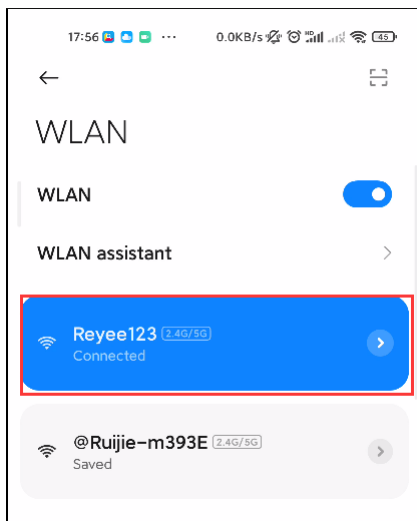 17:56 ... 0.0KB/s HD 45
WLAN
WLAN
WLAN assistant
Reyee123 2.4G/5G
Connected
@Ruijie-m393E 2.4G/5G
Saved